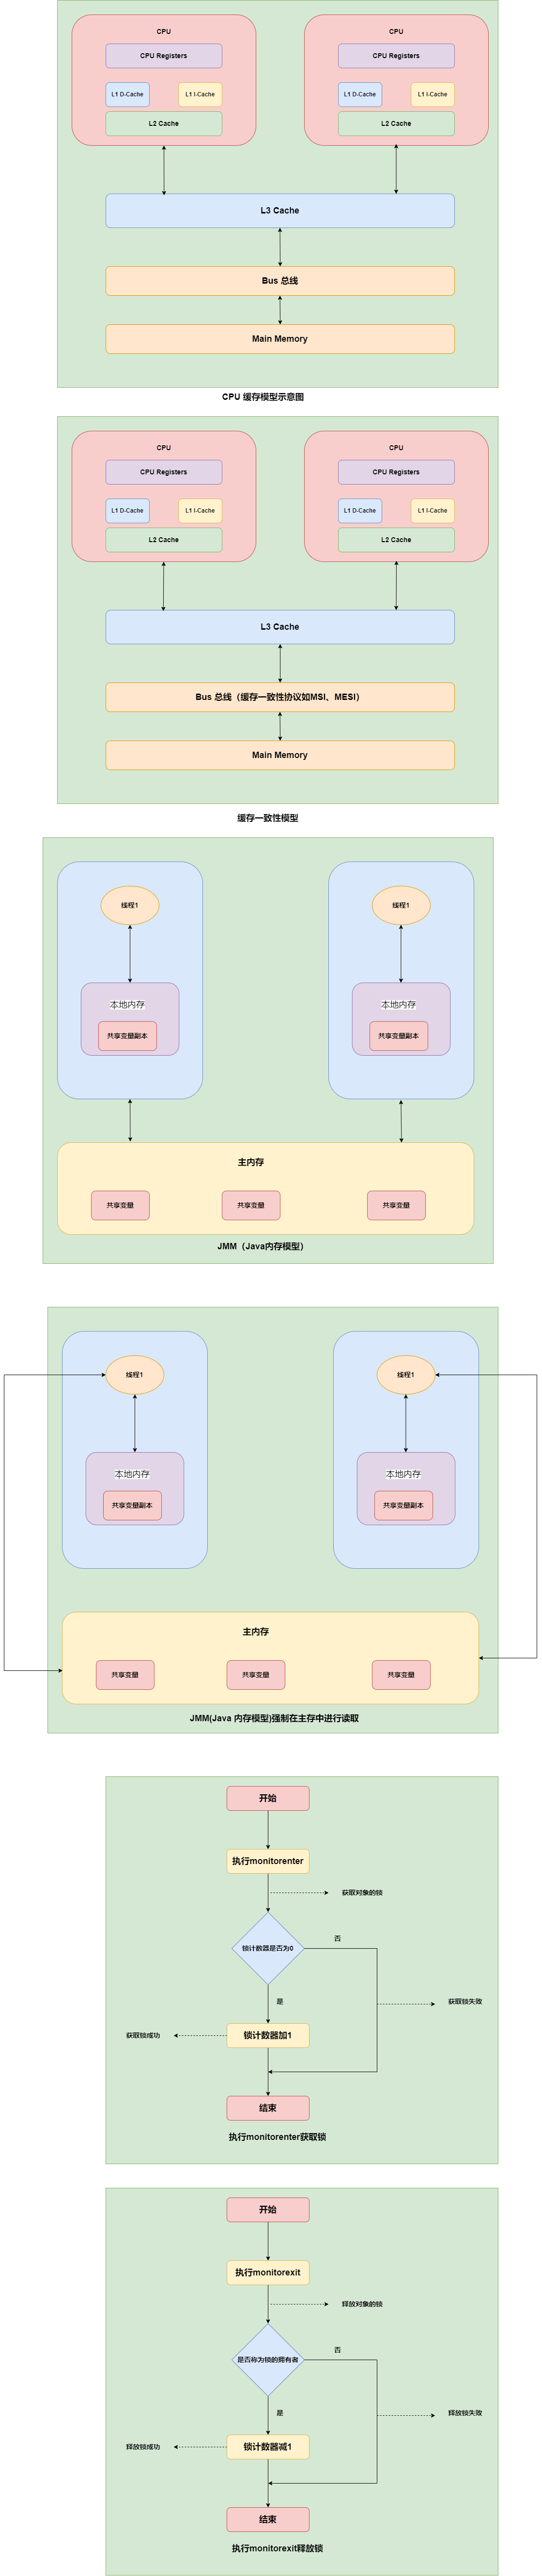 CPU
CPU
CPU Registers
CPU Registers
L1 D-Cache
L1 I-Cache
L1 D-Cache
L1 I-Cache
L2 Cache
L2 Cache
L3 Cache
Bus 总线
Main Memory
CPU 缓存模型示意图
CPU
CPU
CPU Registers
CPU Registers
L1 D-Cache
L1 I-Cache
L1 D-Cache
L1 I-Cache
L2 Cache
L2 Cache
L3 Cache
Bus 总线（缓存一致性协议如MSI、MESI）
Main Memory
缓存一致性模型
线程1
线程1
本地内存
本地内存
共享变量副本
共享变量副本
主内存
共享变量
共享变量
共享变量
JMM（Java内存模型）
线程1
线程1
本地内存
本地内存
共享变量副本
共享变量副本
主内存
共享变量
共享变量
共享变量
JMM(Java 内存模型)强制在主存中进行读取
开始
执行monitorenter
获取对象的锁
锁计数器是否为0
否
是
获取锁失败
获取锁成功
锁计数器加1
结束
执行monitorenter获取锁
开始
执行monitorexit
释放对象的锁
是否称为锁的拥有者
否
是
释放锁失败
释放锁成功
锁计数器减1
结束
执行monitorexit释放锁